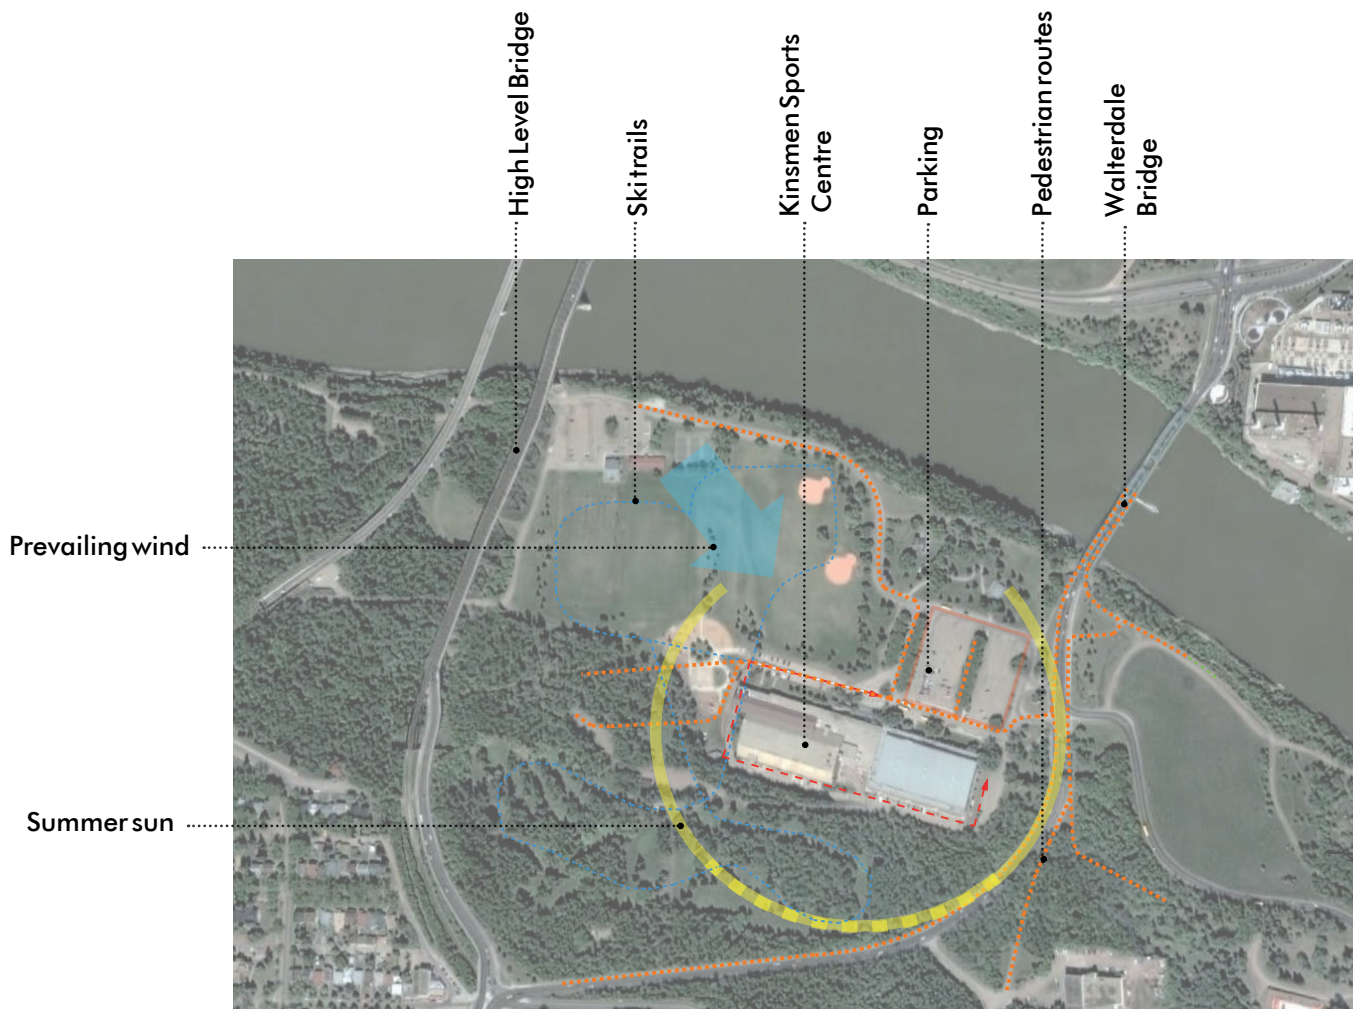 High Level Bridge
Ski trails
Kinsmen Sports
Centre
Parking
Pedestrian routes
Walterdale
Bridge
Prevailing wind
Summer sun